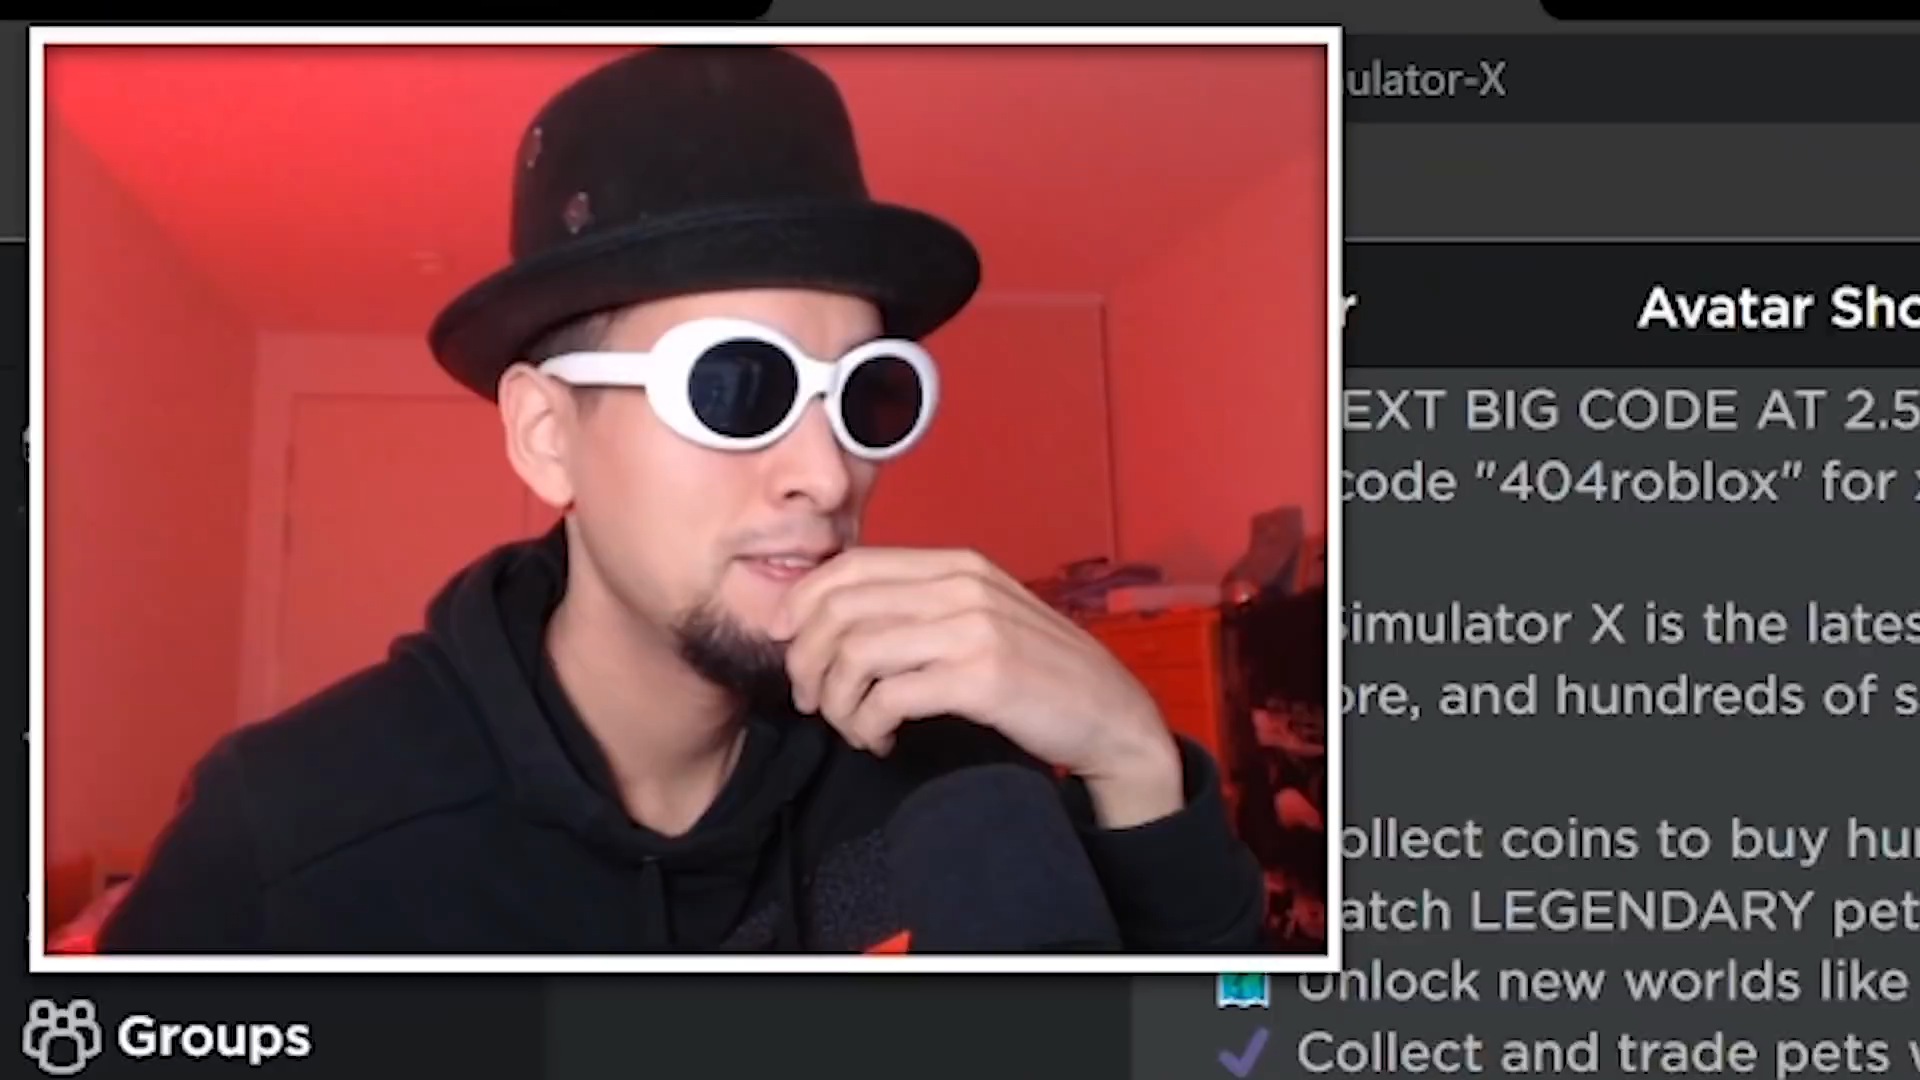 ulator-X
r
Avatar Sho
EXT BIG CODE AT 2.5
code "404roblox" for
Simulator X is the lates
ore, and hundreds of s
ollect coins to buy hu
atch LEGENDARY pet
Unlock new worlds like
Collect and trade pets
Groups